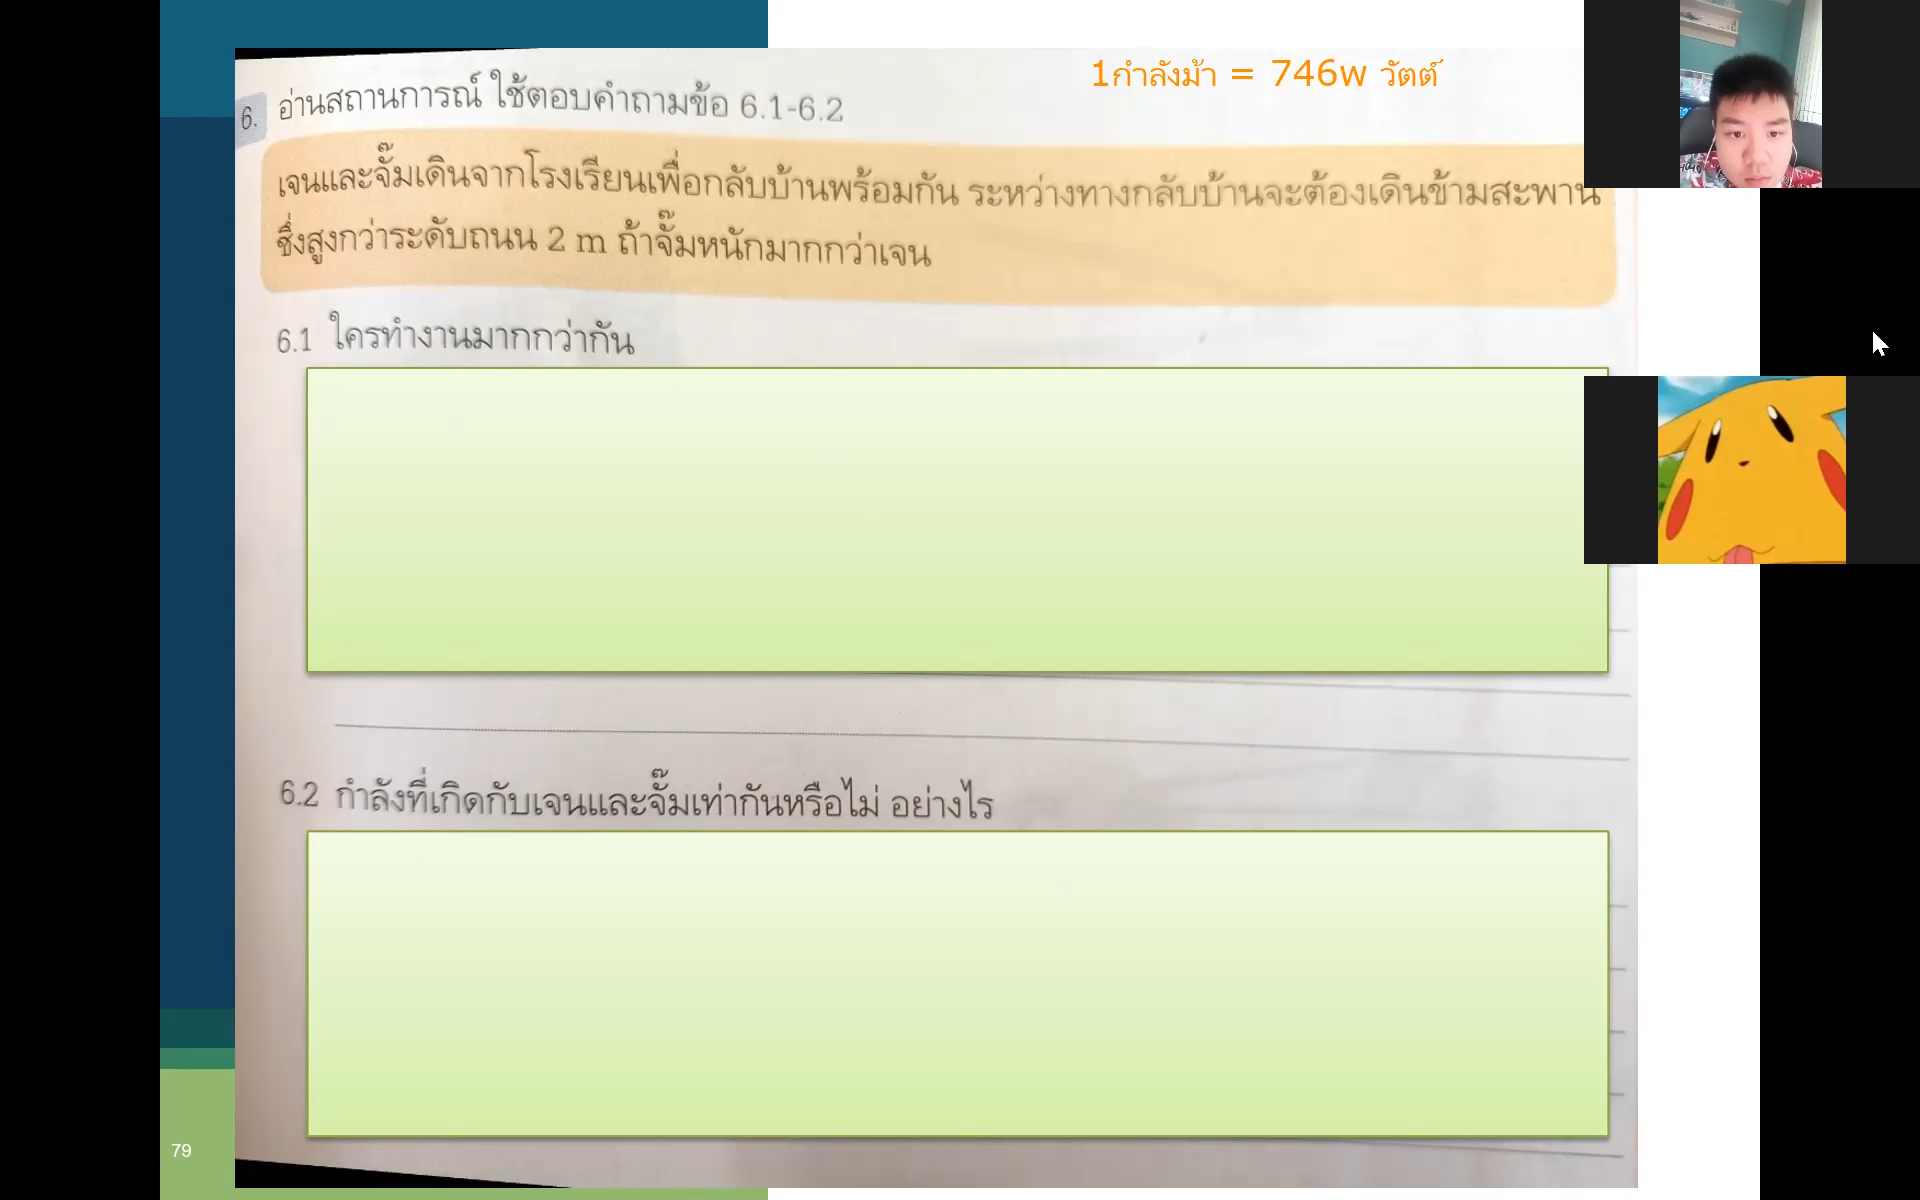 1กำลังม้า = 746w วัตต์
6. อ่านสถานการณ์ ใช้ตอบคำถามข้อ 6.1-6.2
เจนและจั๊มเดินจากโรงเรียนเพื่อกลับบ้านพร้อมกัน ระหว่างทางกลับบ้านจะต้องเดินข้ามสะพาน
ซึ่งสูงกว่าระดับถนน 2 m ถ้าจั๊มหนักมากกว่าเจน
6.1 ใครทำงานมากกว่ากัน
6.2 กำลังที่เกิดกับเจนและจั๊มเท่ากันหรือไม่ อย่างไร
79